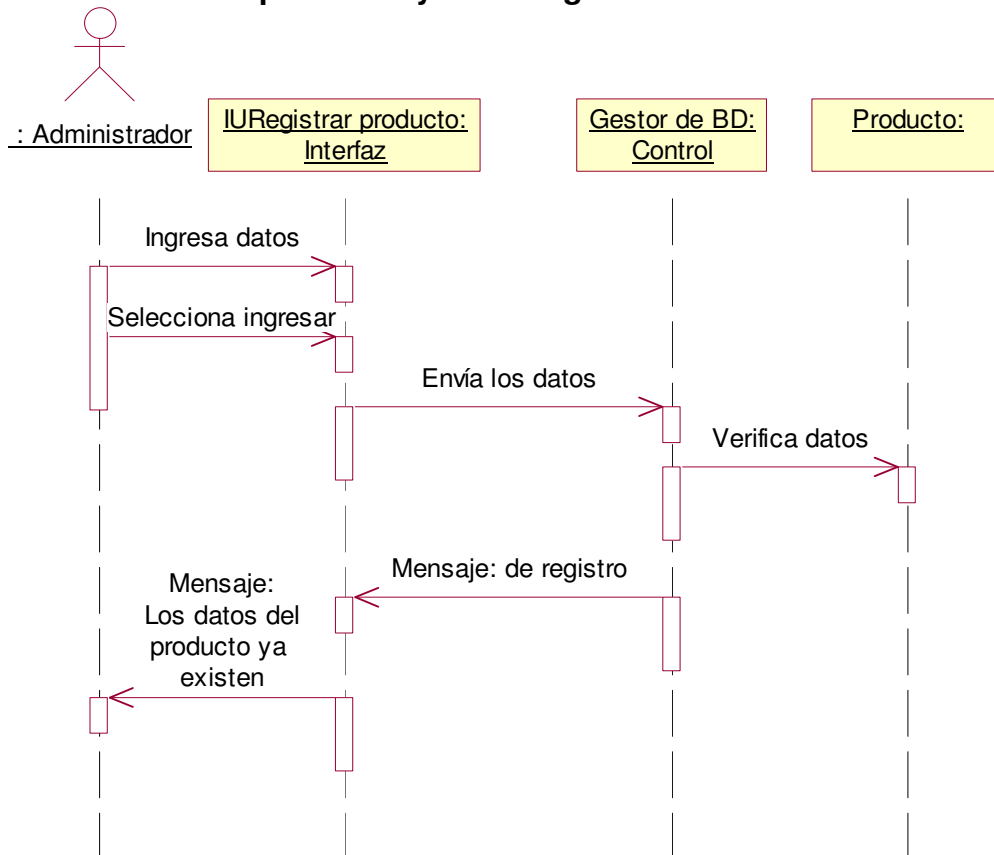 : Administrador
IURegistrar producto:
Interfaz
Gestor de BD:
Control
Producto:
Ingresa datos
Selecciona ingresar
Envía los datos
Verifica datos
Mensaje: de registro
Mensaje:
Los datos del
producto ya
existen